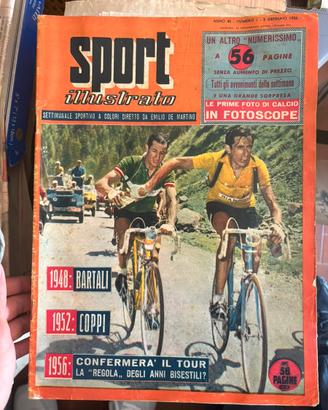 sport
illustrato
ANNO 45 - NUMERO 1 - 5 GENNAIO 1956
UN ALTRO "NUMERISSIMO"
A 56 PAGINE
SENZA AUMENTO DI PREZZO
Tutti gli avvenimenti della settimana
E UNA GRANDE SORPRESA
LE PRIME FOTO DI CALCIO
IN FOTOSCOPE
SETTIMANALE SPORTIVO A COLORI DIRETTO DA EMILIO DE MARTINO
1948: BARTALI
1952: COPPI
1956: CONFERMERA' IL TOUR
LA "REGOLA„ DEGLI ANNI BISESTILI?
56
PAGINE